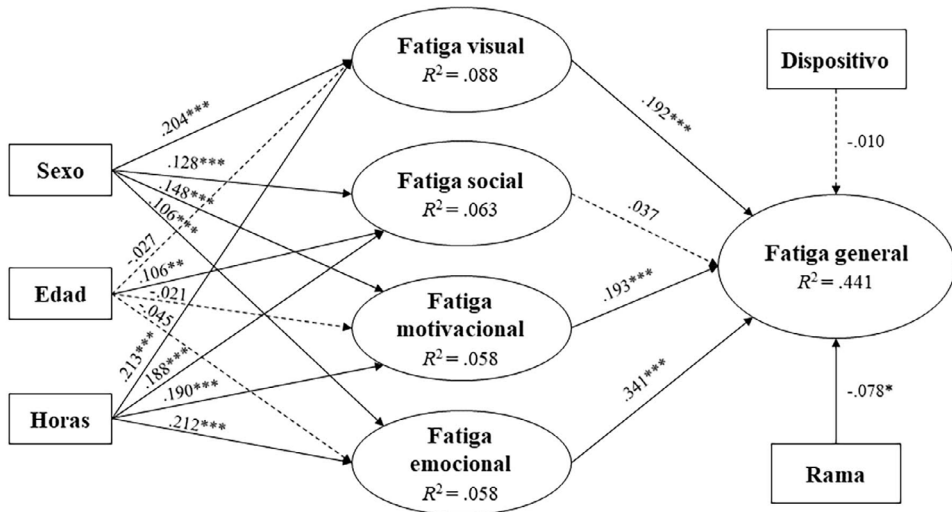 Fatiga visual
R² = .088
Dispositivo
.204***
.192***
-.010
Sexo
.128***
Fatiga social
R² = .063
.148***
.106***
.037
Fatiga general
R² = .441
-.027
.106**
Edad
.021
.045
Fatiga
motivacional
R² = .058
.193***
.213***
.188***
.190***
.341***
-.078*
Horas
.212***
Fatiga
emocional
R² = .058
Rama